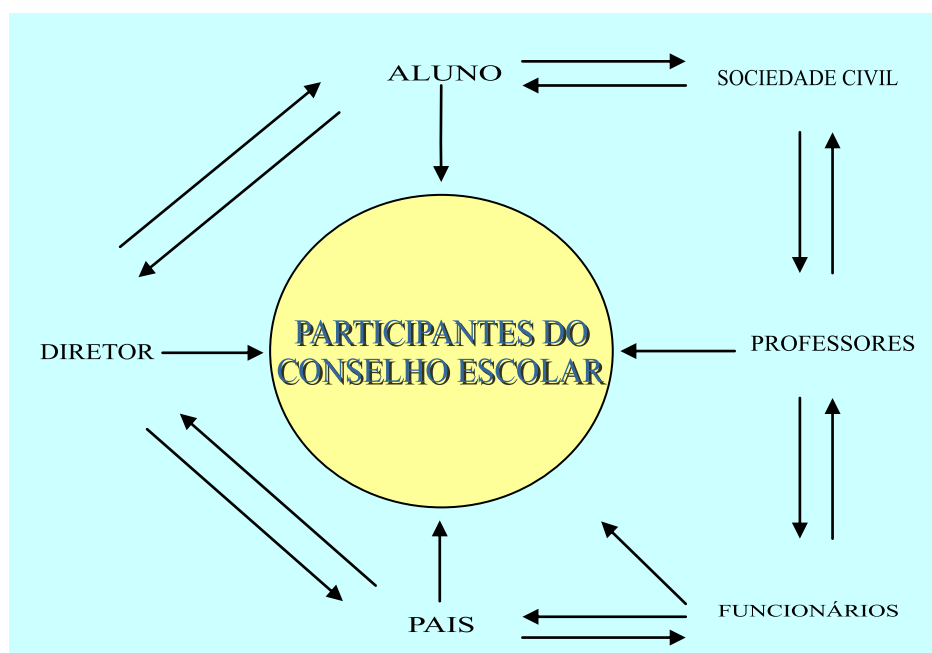 ALUNO
SOCIEDADE CIVIL
PARTICIPANTES DO
CONSELHO ESCOLAR
DIRETOR
PROFESSORES
PAIS
FUNCIONÁRIOS